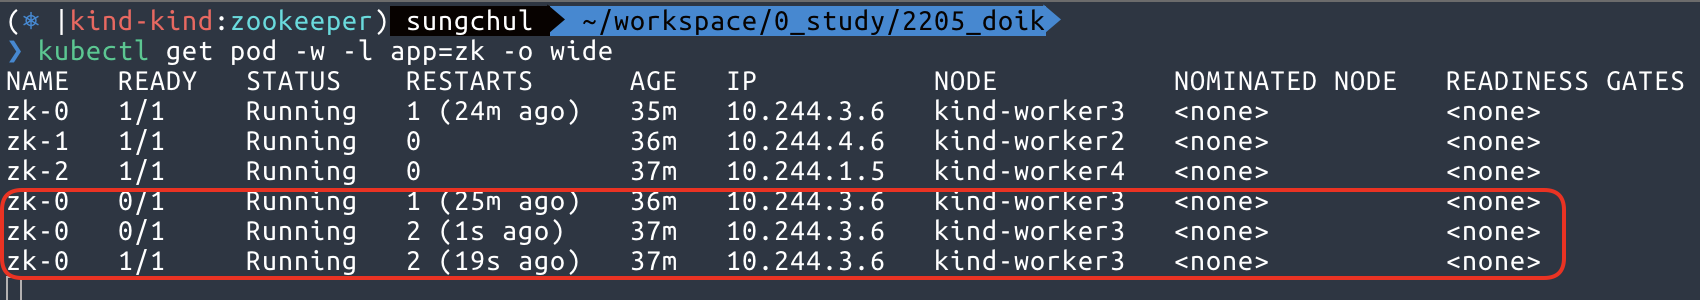 (⎈ |kind-kind:zookeeper) sungchul ~/workspace/0_study/2205_doik
❯ kubectl get pod -w -l app=zk -o wide
NAME READY STATUS RESTARTS AGE IP NODE NOMINATED NODE READINESS GATES
zk-0 1/1 Running 1 (24m ago) 35m 10.244.3.6 kind-worker3 <none> <none>
zk-1 1/1 Running 0 36m 10.244.4.6 kind-worker2 <none> <none>
zk-2 1/1 Running 0 37m 10.244.1.5 kind-worker4 <none> <none>
zk-0 0/1 Running 1 (25m ago) 36m 10.244.3.6 kind-worker3 <none> <none>
zk-0 0/1 Running 2 (1s ago) 37m 10.244.3.6 kind-worker3 <none> <none>
zk-0 1/1 Running 2 (19s ago) 37m 10.244.3.6 kind-worker3 <none> <none>